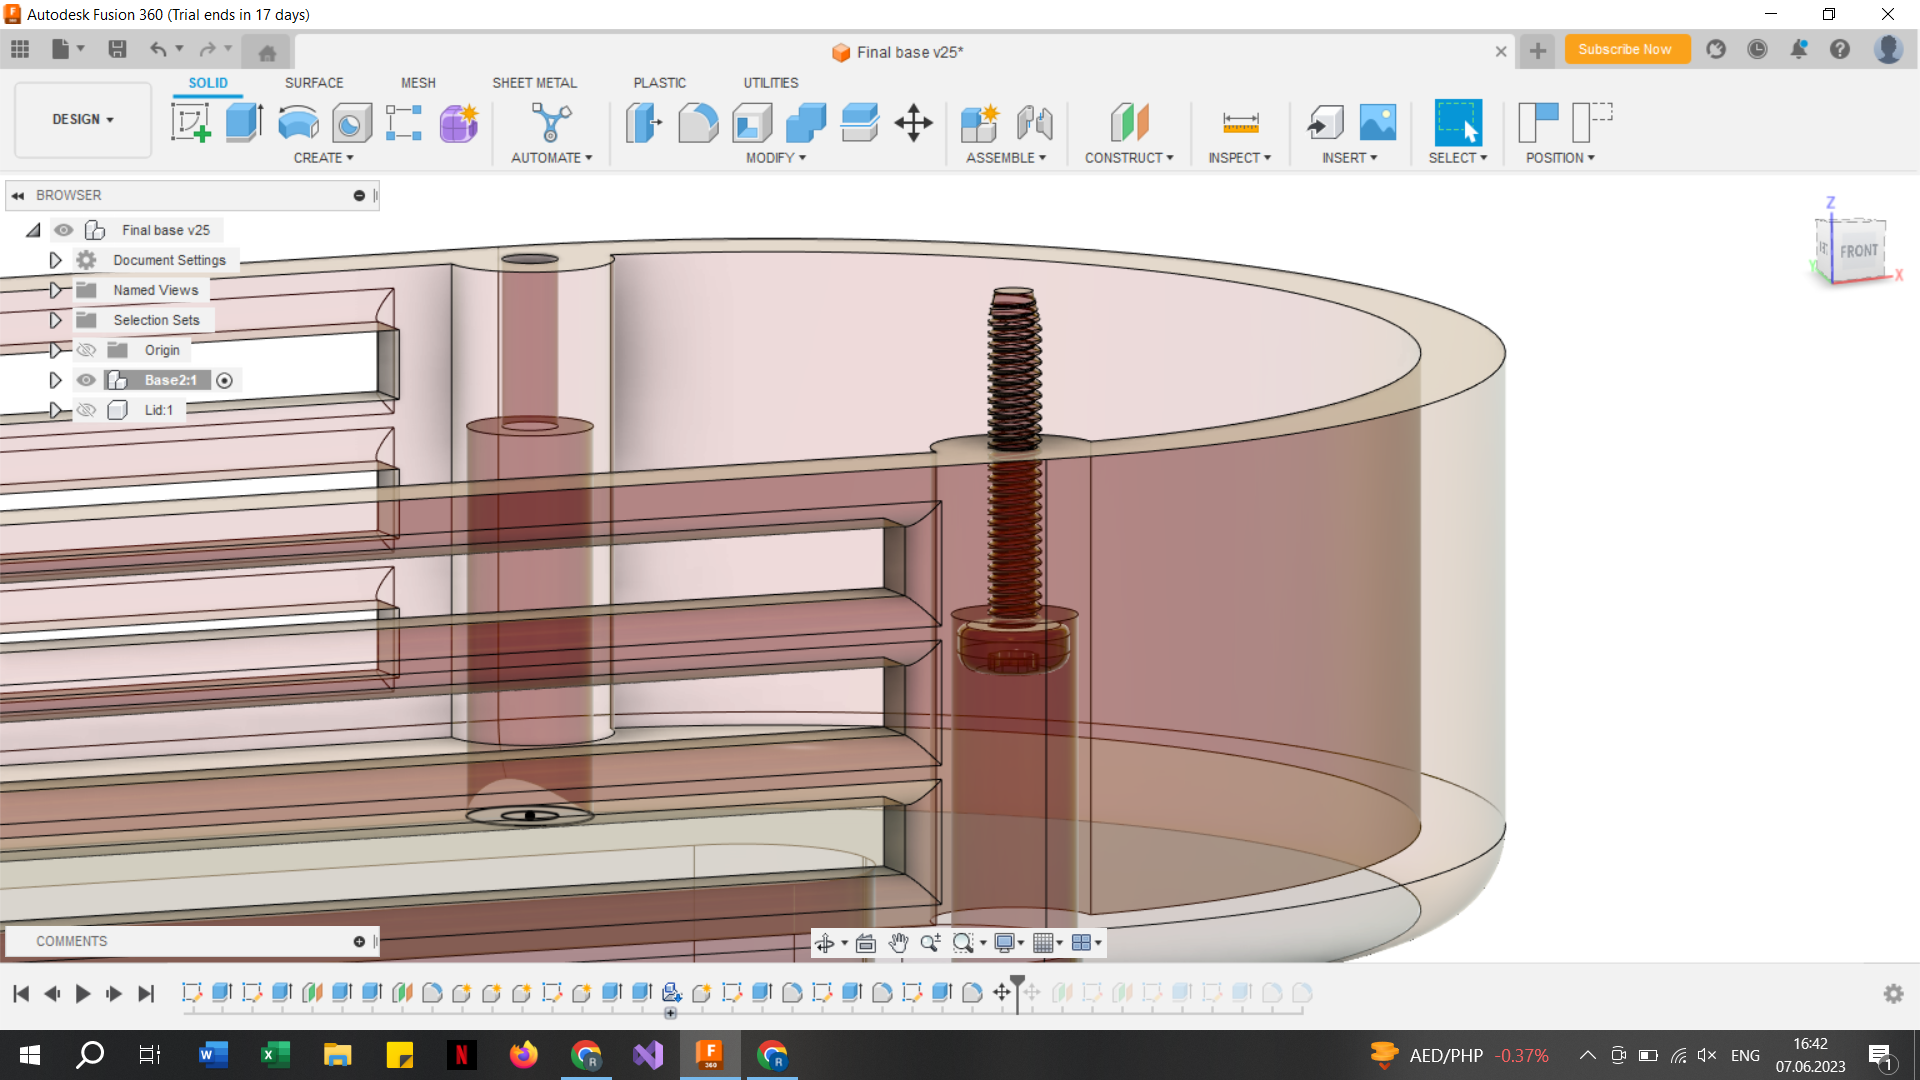 Autodesk Fusion 360 (Trial ends in 17 days)
Final base v25*
Subscribe Now
SOLID SURFACE MESH SHEET METAL PLASTIC UTILITIES
DESIGN
CREATE AUTOMATE MODIFY ASSEMBLE CONSTRUCT INSPECT INSERT SELECT POSITION
BROWSER
Final base v25
Document Settings
Named Views
Selection Sets
Origin
Base2:1
Lid:1
Z
FRONT
Y
X
COMMENTS
AED/PHP -0.37%
ENG
16:42
07.06.2023
1